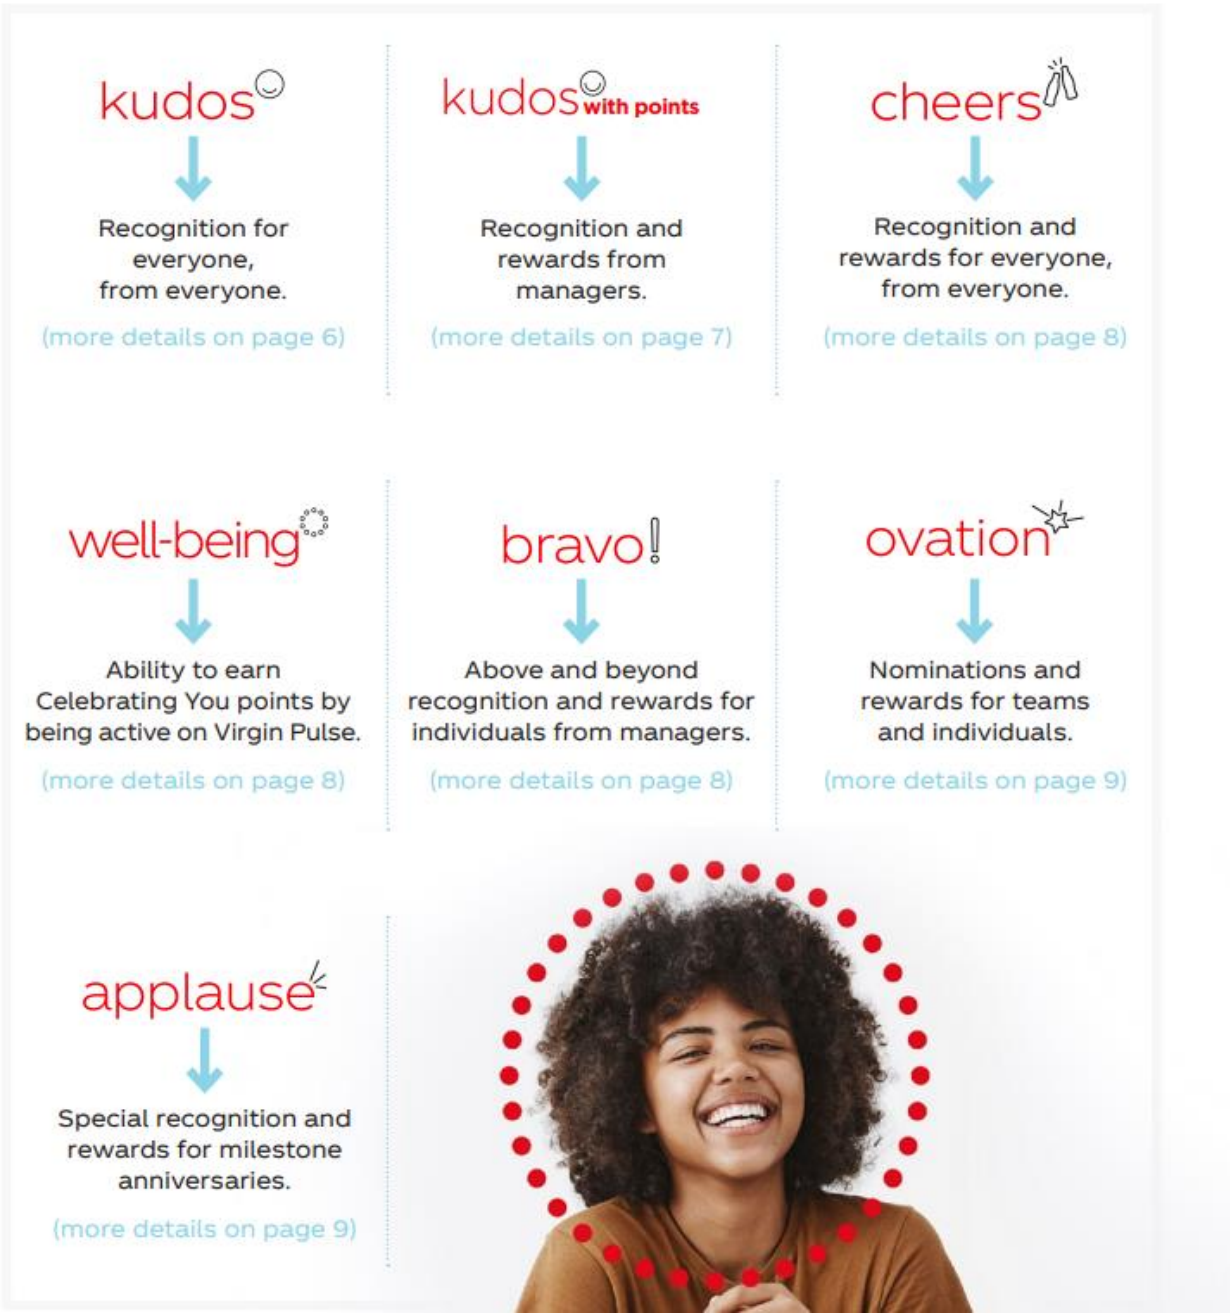 kudos
Recognition for
everyone,
from everyone.
(more details on page 6)
kudos with points
Recognition and
rewards from
managers.
(more details on page 7)
cheers
Recognition and
rewards for everyone,
from everyone.
(more details on page 8)
well-being
Ability to earn
Celebrating You points by
being active on Virgin Pulse.
(more details on page 8)
bravo!
Above and beyond
recognition and rewards for
individuals from managers.
(more details on page 8)
ovation
Nominations and
rewards for teams
and individuals.
(more details on page 9)
applause
Special recognition and
rewards for milestone
anniversaries.
(more details on page 9)